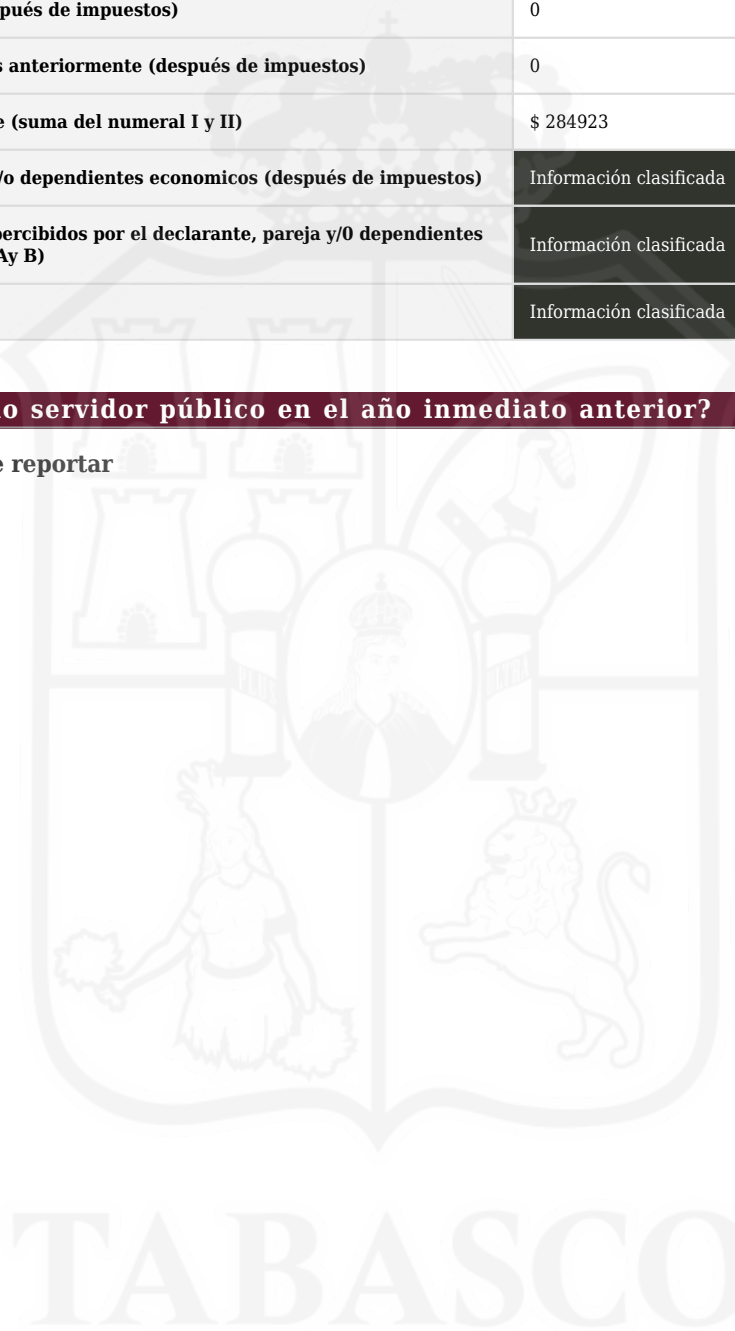 pués de impuestos)
0
s anteriormente (después de impuestos)
0
e (suma del numeral I y II)
$ 284923
/o dependientes economicos (después de impuestos)
Información clasificada
percibidos por el declarante, pareja y/0 dependientes
Ay B)
Información clasificada
Información clasificada
o servidor público en el año inmediato anterior?
e reportar
PLUS
ULTRA
TABASCO